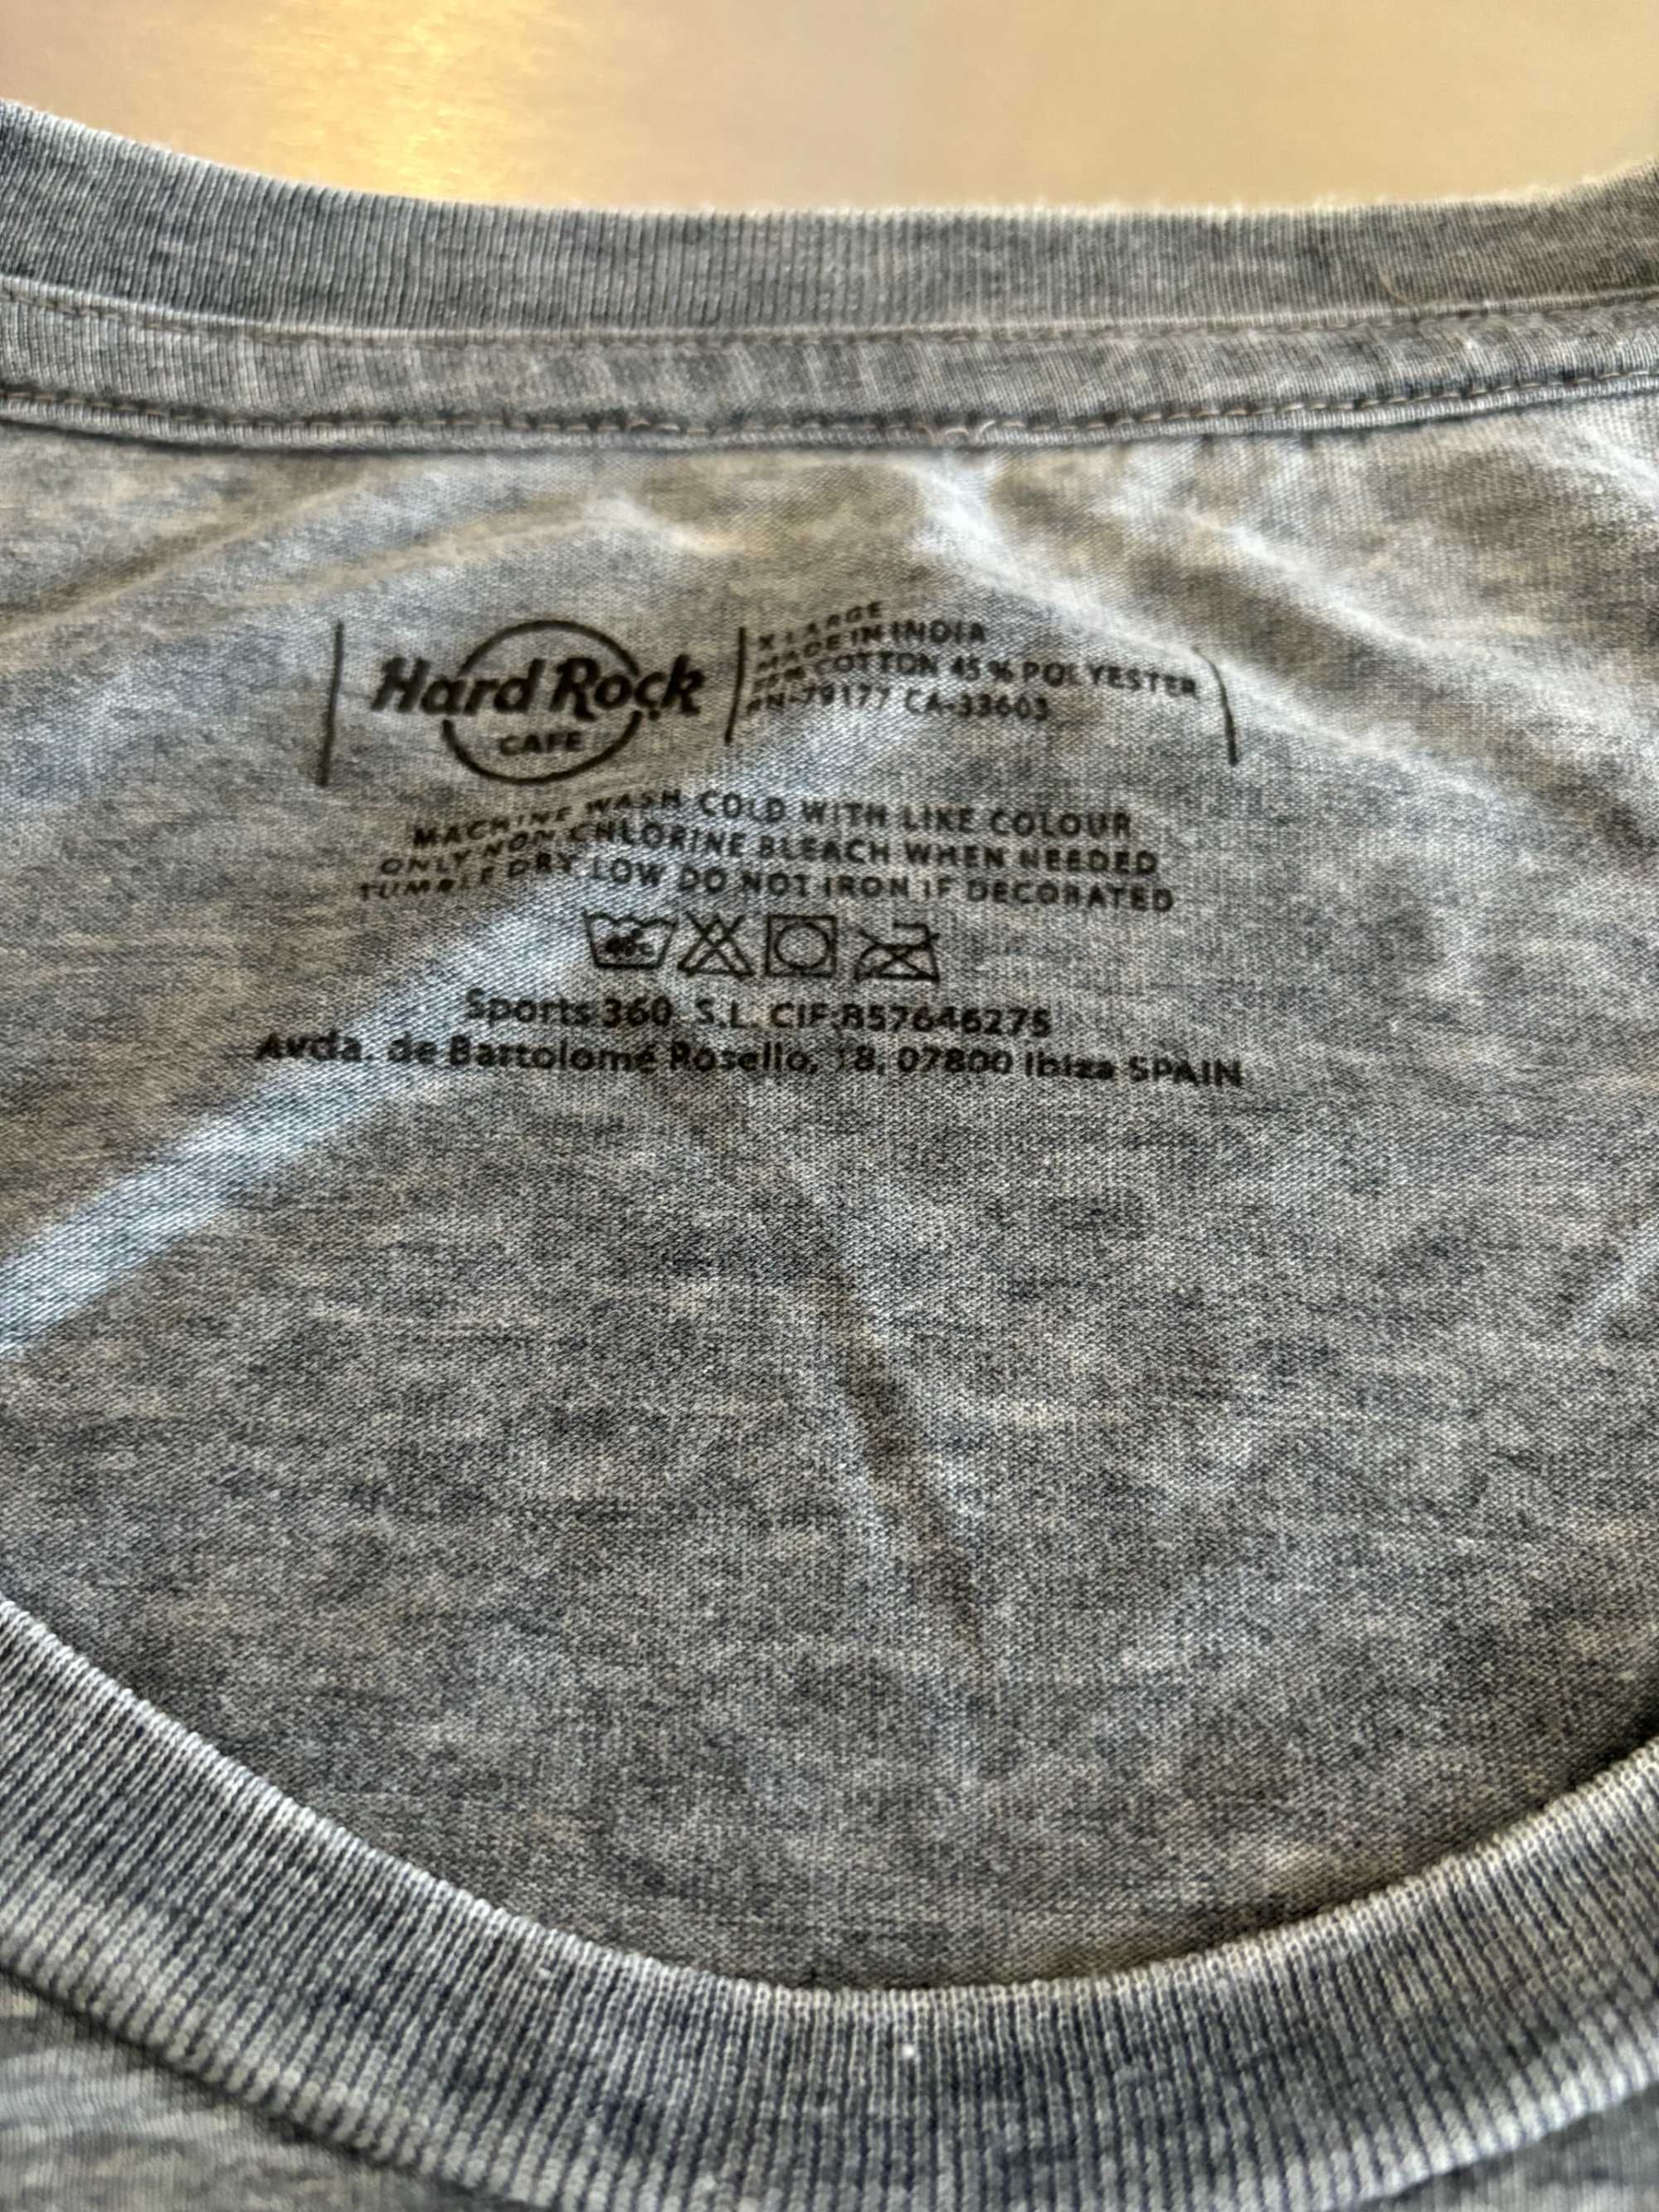 Hard Rock
CAFE
X LARGE
MADE IN INDIA
COTTON 45 % POLYESTER
RN-79177 CA-33603
MACHINE WASH COLD WITH LIKE COLOUR
ONLY NON CHLORINE BLEACH WHEN NEEDED
TUMBLE DRY LOW DO NOT IRON IF DECORATED
Sports 360. S.L. CIF:
Avda. de Bartolomé Rosello, 18, 07800 Ibiza SPAIN